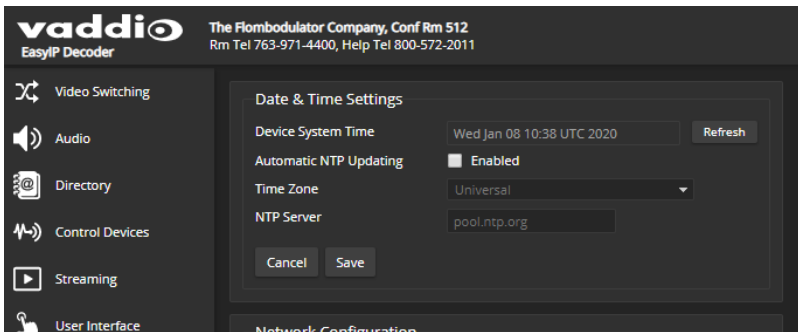 vaddio
The Flombodulator Company, Conf Rm 512
Rm Tel 763-971-4400, Help Tel 800-572-2011
EasyIP Decoder
Video Switching
Audio
Directory
Control Devices
Streaming
User Interface
Date & Time Settings
Device System Time
Wed Jan 08 10:38 UTC 2020
Refresh
Automatic NTP Updating
Enabled
Time Zone
Universal
NTP Server
pool.ntp.org
Cancel
Save
Network Configuration